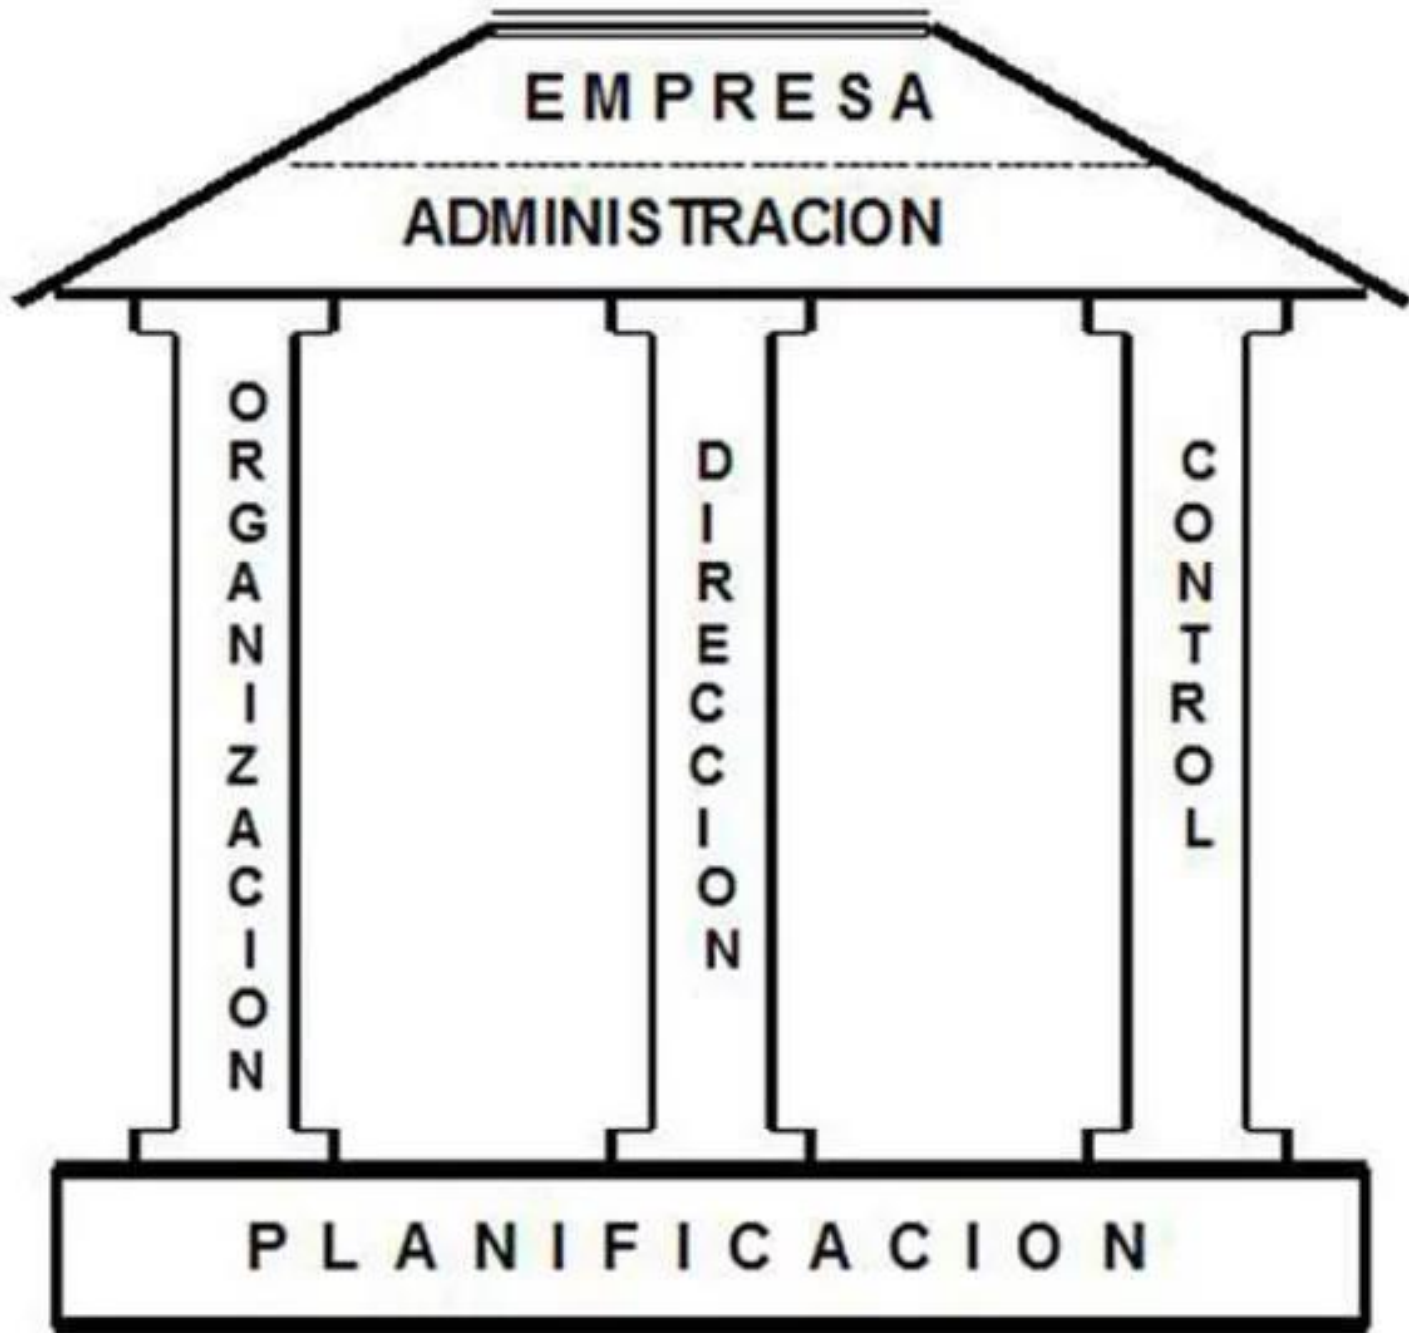 EMPRESA
ADMINISTRACION
ORGANIZACION
DIRECCION
CONTROL
PLANIFICACION